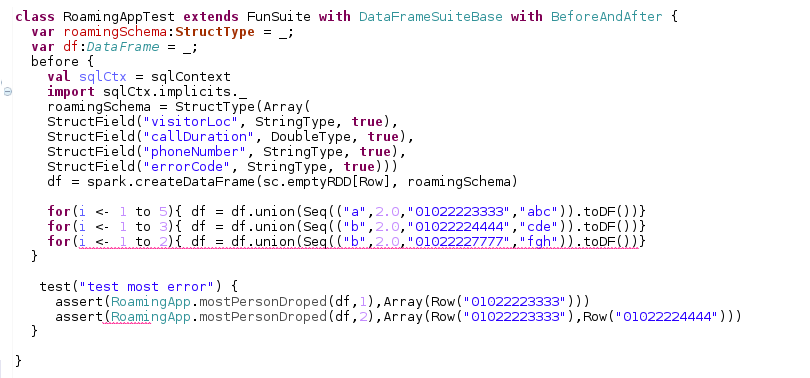 class RoamingAppTest extends FunSuite with DataFrameSuiteBase with BeforeAndAfter {
  var roamingSchema:StructType = _;
  var df:DataFrame = _;
  before {
    val sqlCtx = sqlContext
    import sqlCtx.implicits._
    roamingSchema = StructType(Array(
    StructField("visitorLoc", StringType, true),
    StructField("callDuration", DoubleType, true),
    StructField("phoneNumber", StringType, true),
    StructField("errorCode", StringType, true)))
    df = spark.createDataFrame(sc.emptyRDD[Row], roamingSchema)

    for(i <- 1 to 5){ df = df.union(Seq(("a",2.0,"01022223333","abc")).toDF())}
    for(i <- 1 to 3){ df = df.union(Seq(("b",2.0,"01022224444","cde")).toDF())}
    for(i <- 1 to 2){ df = df.union(Seq(("b",2.0,"01022227777","fgh")).toDF())}
  }

   test("test most error") {
     assert(RoamingApp.mostPersonDroped(df,1),Array(Row("01022223333")))
     assert(RoamingApp.mostPersonDroped(df,2),Array(Row("01022223333"),Row("01022224444")))
  }

}